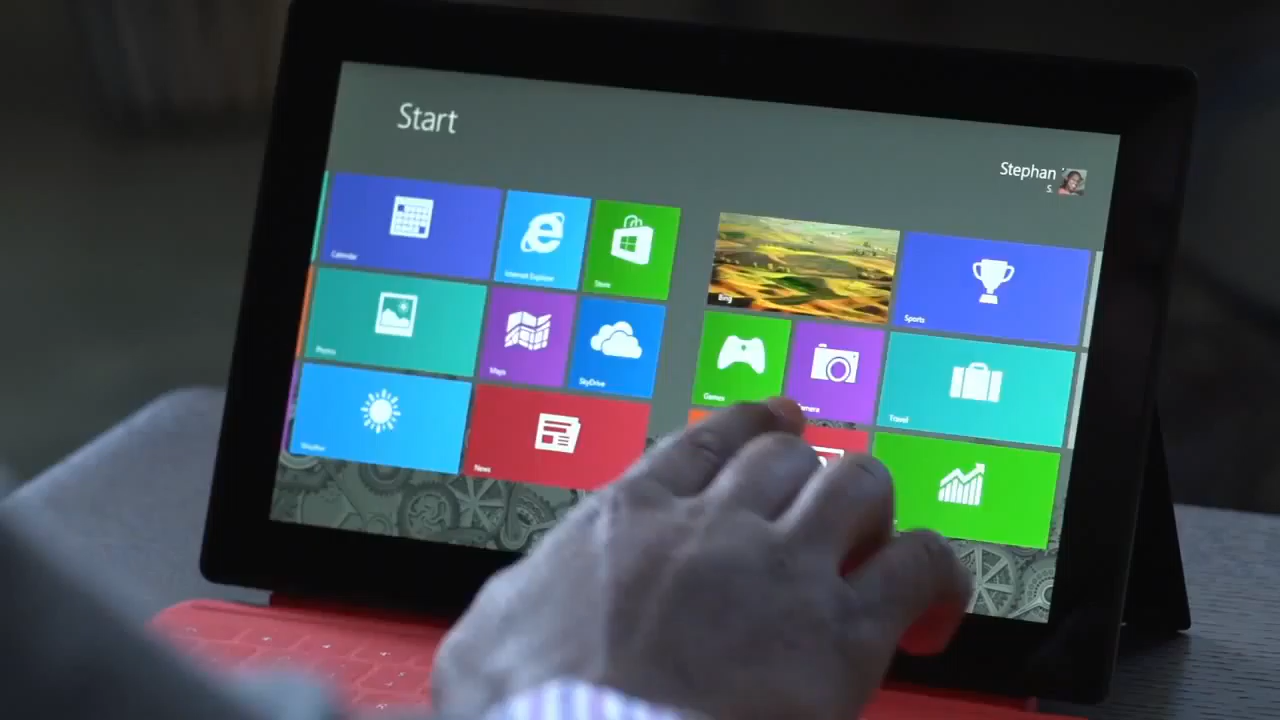 Start
Stephan
S.
Calendar
Internet Explorer
Store
Bing
Sports
Photos
Maps
SkyDrive
Games
Camera
Travel
Weather
News